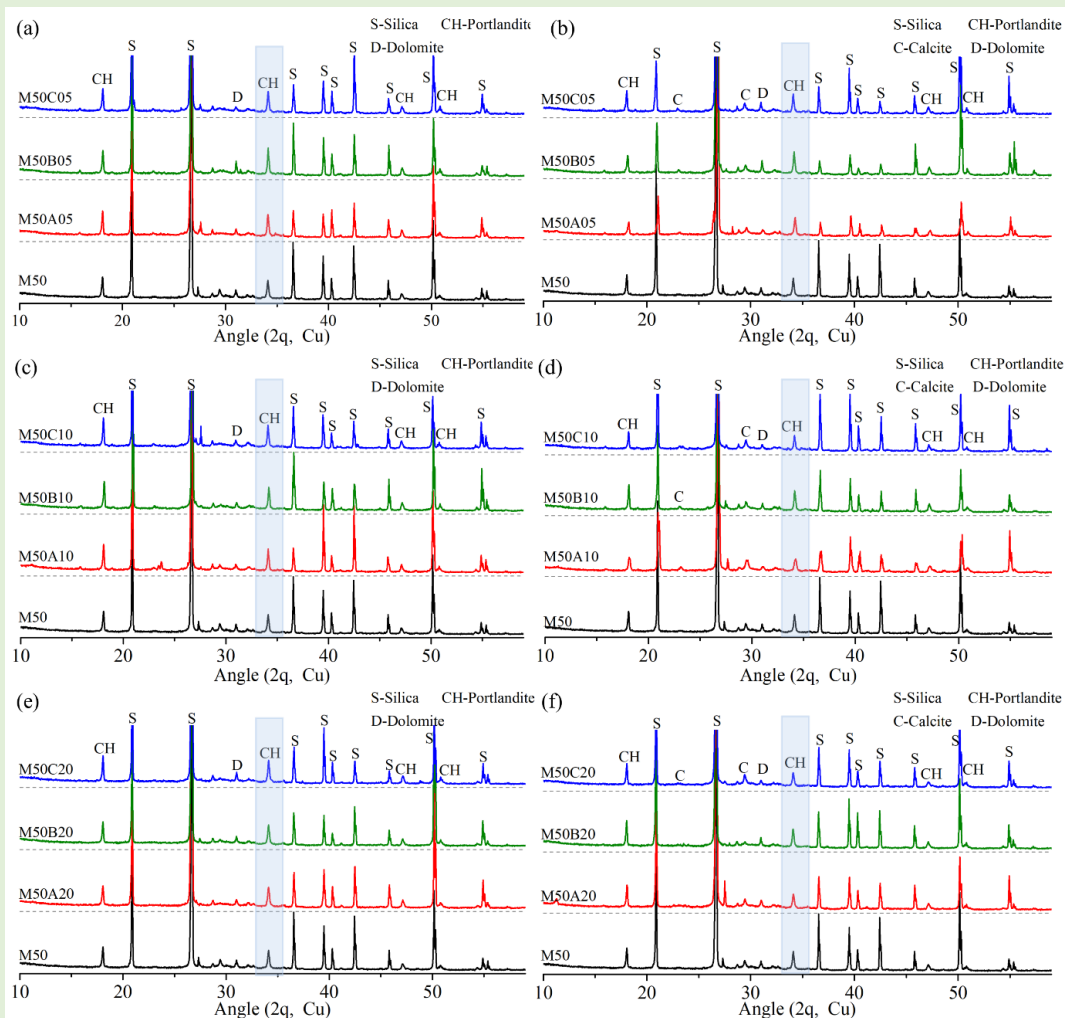 (a)
S-Silica CH-Portlandite
D-Dolomite
S S S S
CH D CH S S S S CH CH S
M50C05
M50B05
M50A05
M50
10 20 30 40 50
Angle (2q, Cu)
(b)
S-Silica CH-Portlandite
C-Calcite D-Dolomite
S S S S S
CH C C D CH S S S S CH CH
M50C05
M50B05
M50A05
M50
10 20 30 40 50
Angle (2q, Cu)
(c)
S-Silica CH-Portlandite
D-Dolomite
S S S S S S S
CH D CH S S CH CH
M50C10
M50B10
M50A10
M50
10 20 30 40 50
Angle (2q, Cu)
(d)
S-Silica CH-Portlandite
C-Calcite D-Dolomite
S S S S S S S S
CH C D CH S CH CH
M50C10
C
M50B10
M50A10
M50
10 20 30 40 50
Angle (2q, Cu)
(e)
S-Silica CH-Portlandite
D-Dolomite
S S S S
CH D CH S S S S CH CH S
M50C20
M50B20
M50A20
M50
10 20 30 40 50
Angle (2q, Cu)
(f)
S-Silica CH-Portlandite
C-Calcite D-Dolomite
S S S S S S S
CH C C D CH S S CH CH
M50C20
M50B20
M50A20
M50
10 20 30 40 50
Angle (2q, Cu)